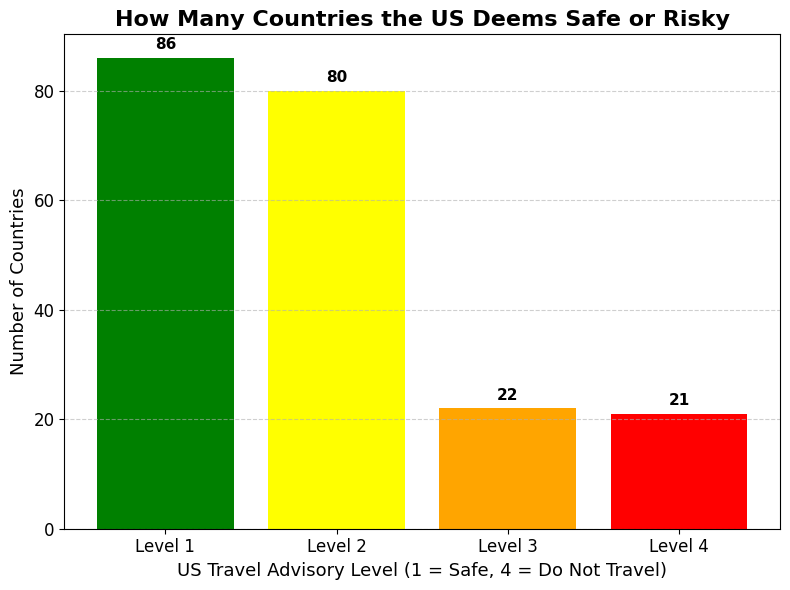 How Many Countries the US Deems Safe or Risky
86
80
22
21
80
60
40
20
0
Number of Countries
Level 1
Level 2
Level 3
Level 4
US Travel Advisory Level (1 = Safe, 4 = Do Not Travel)